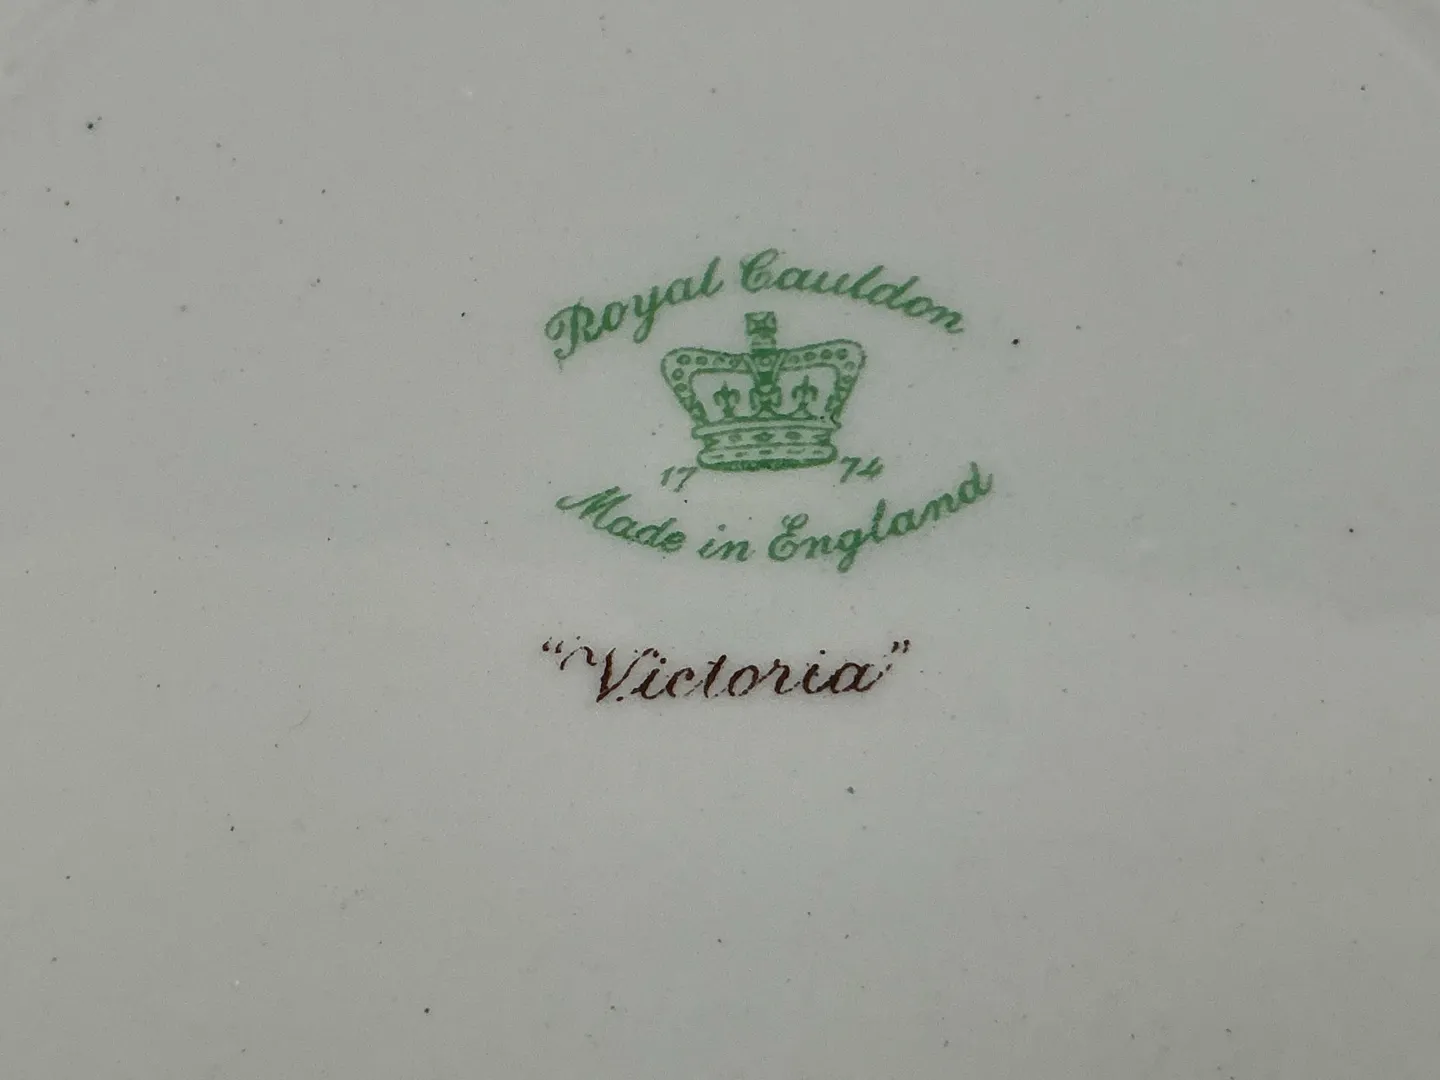 Royal Cauldon
17 74
Made in England
"Victoria"